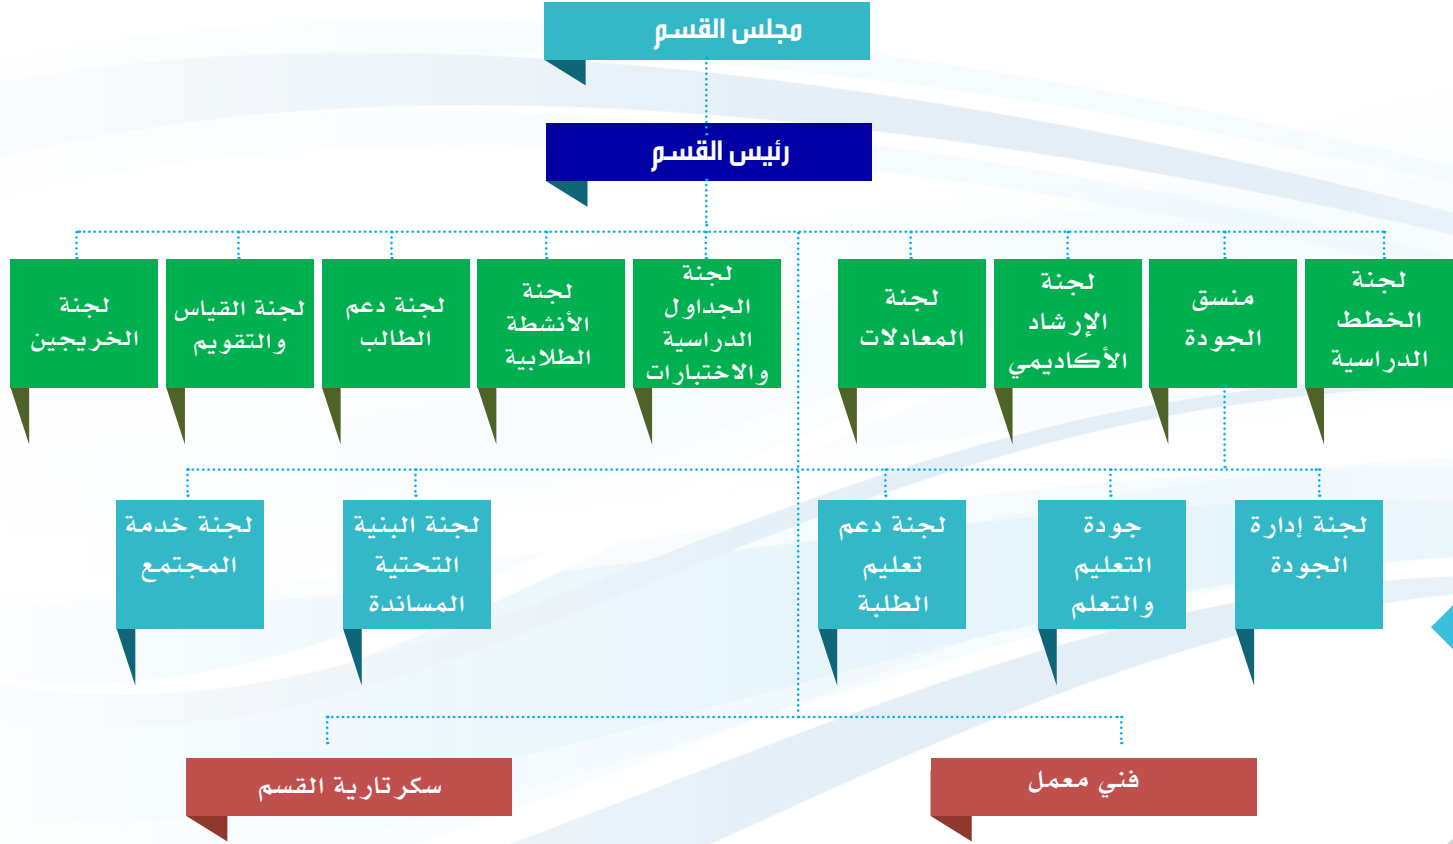 مجلس القسم
رئيس القسم
لجنة
الخطط
الدراسية
منسق
الجودة
لجنة
الإرشاد
الأكاديمي
لجنة
المعادلات
لجنة
الجداول
الدراسية
والاختبارات
لجنة
الأنشطة
الطلابية
لجنة دعم
الطالب
لجنة القياس
والتقويم
لجنة
الخريجين
لجنة إدارة
الجودة
جودة
التعليم
والتعلم
لجنة دعم
تعليم
الطلبة
لجنة البنية
التحتية
المساندة
لجنة خدمة
المجتمع
فني معمل
سكرتارية القسم